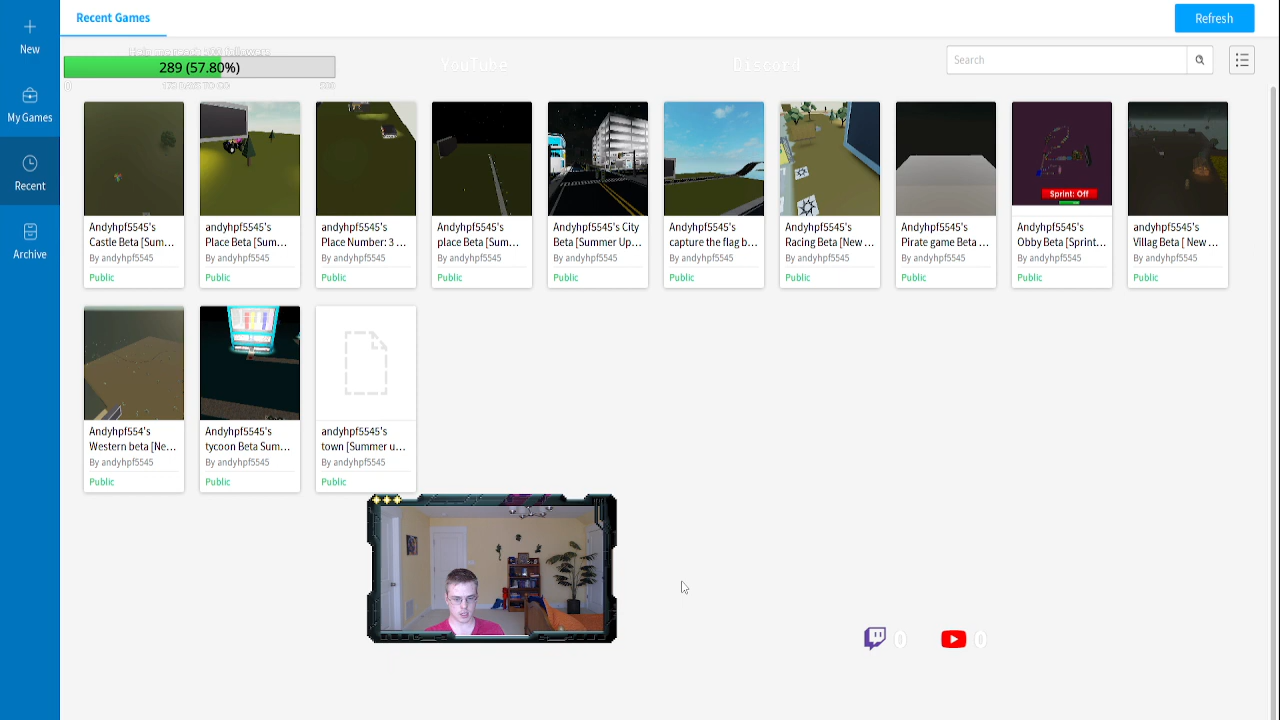 Recent Games
Refresh
New
My Games
Recent
Archive
289 (57.80%)
0
YouTube
Discord
Search
Andyhpf5545's
Castle Beta [Sum...
By andyhpf5545
Public
andyhpf5545's
Place Beta [Sum...
By andyhpf5545
Public
andyhpf5545's
Place Number: 3 ...
By andyhpf5545
Public
andyhpf5545's
place Beta [Sum...
By andyhpf5545
Public
Andyhpf5545's City
Beta [Summer Up...
By andyhpf5545
Public
Andyhpf5545's
capture the flag b...
By andyhpf5545
Public
Andyhpf5545's
Racing Beta [New ...
By andyhpf5545
Public
Andyhpf5545's
Pirate game Beta ...
By andyhpf5545
Public
Sprint: Off
Andyhpf5545's
Obby Beta [Sprint...
By andyhpf5545
Public
andyhpf5545's
Villag Beta [ New ...
By andyhpf5545
Public
Andyhpf554's
Western beta [Ne...
By andyhpf5545
Public
Andyhpf5545's
tycoon Beta Sum...
By andyhpf5545
Public
andyhpf5545's
town [Summer u...
By andyhpf5545
Public
0
0